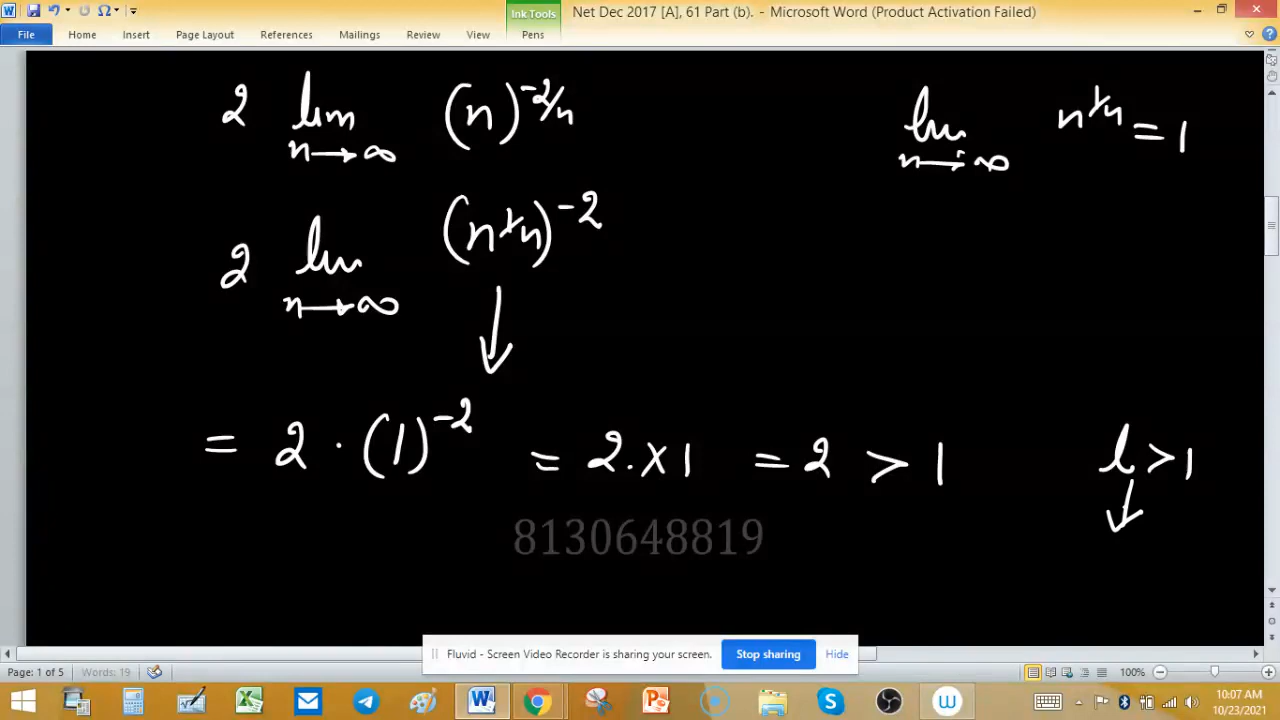 Ink Tools
Net Dec 2017 [A], 61 Part (b). - Microsoft Word (Product Activation Failed)
File Home Insert Page Layout References Mailings Review View Pens
2 lim n→∞ (n)^{-2/n}
lim n→∞ n^{1/n} = 1
2 lim n→∞ (n^{1/n})^{-2}
= 2 · (1)^{-2} = 2. × 1 = 2 > 1
l > 1
8130648819
Fluvid - Screen Video Recorder is sharing your screen. Stop sharing Hide
Page: 1 of 5 Words: 19 100%
10:07 AM
10/23/2021